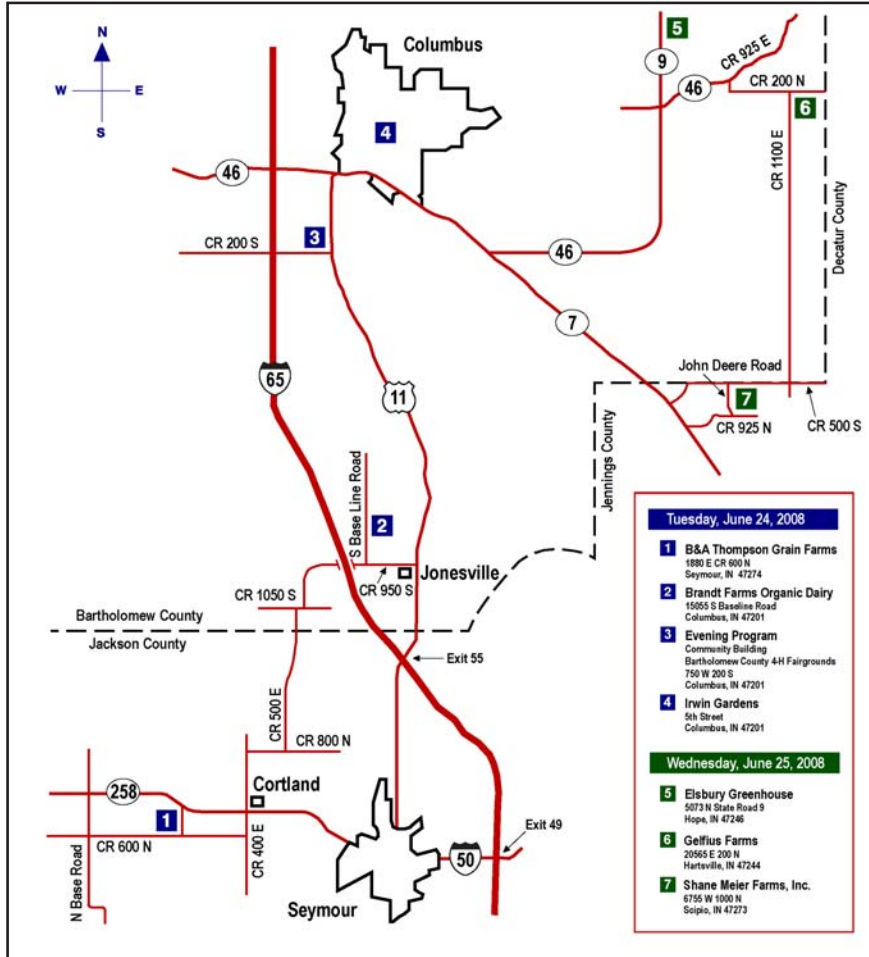 N
W
E
S
Columbus
4
5
9
CR 925 E
46
CR 200 N
6
CR 1100 E
Decatur County
46
3
CR 200 S
46
7
65
11
John Deere Road
7
CR 925 N
CR 500 S
Jennings County
S Base Line Road
2
Jonesville
CR 950 S
CR 1050 S
Bartholomew County
Jackson County
Exit 55
CR 500 E
CR 800 N
258
Cortland
1
CR 600 N
CR 400 E
N Base Road
Exit 49
50
Seymour
Tuesday, June 24, 2008
1 B&A Thompson Grain Farms
1880 E CR 600 N
Seymour, IN 47274
2 Brandt Farms Organic Dairy
15055 S Baseline Road
Columbus, IN 47201
3 Evening Program
Community Building
Bartholomew County 4-H Fairgrounds
750 W 200 S
Columbus, IN 47201
4 Irwin Gardens
5th Street
Columbus, IN 47201
Wednesday, June 25, 2008
5 Elsbury Greenhouse
5073 N State Road 9
Hope, IN 47246
6 Gelfius Farms
20565 E 200 N
Hartsville, IN 47244
7 Shane Meier Farms, Inc.
6755 W 1000 N
Scipio, IN 47273